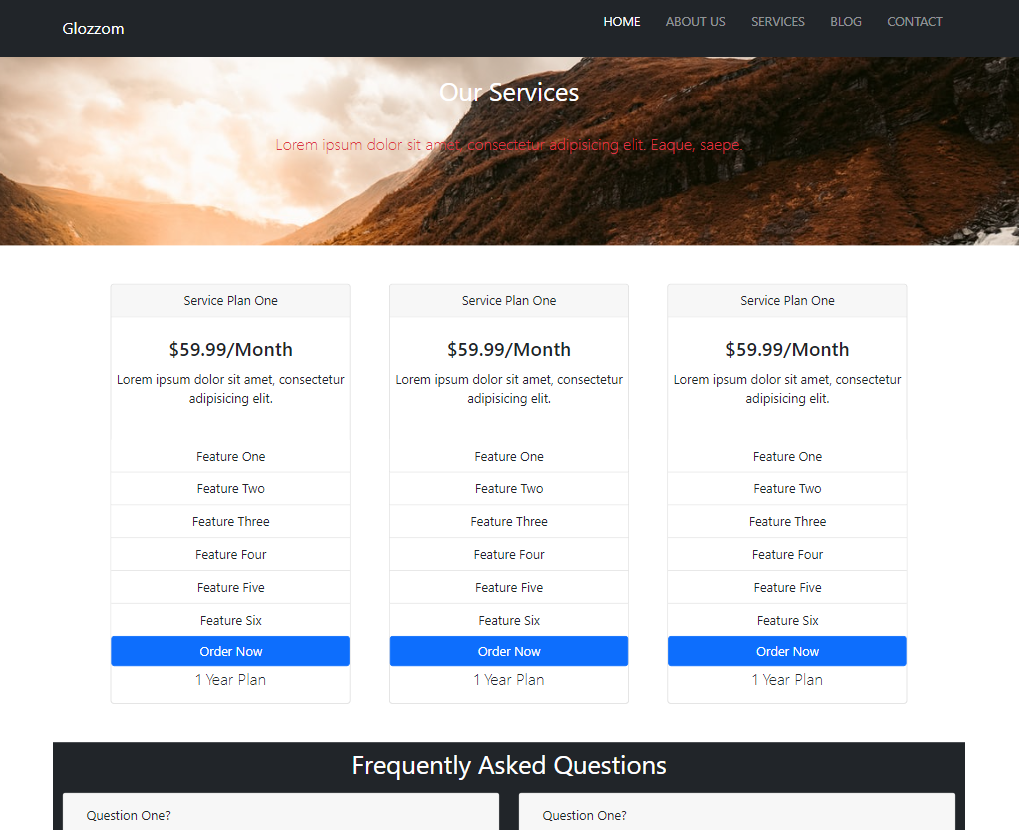 Glozzom
HOME ABOUT US SERVICES BLOG CONTACT
Our Services
Lorem ipsum dolor sit amet, consectetur adipisicing elit. Eaque, saepe.
Service Plan One
$59.99/Month
Lorem ipsum dolor sit amet, consectetur
adipisicing elit.
Feature One
Feature Two
Feature Three
Feature Four
Feature Five
Feature Six
Order Now
1 Year Plan
Service Plan One
$59.99/Month
Lorem ipsum dolor sit amet, consectetur
adipisicing elit.
Feature One
Feature Two
Feature Three
Feature Four
Feature Five
Feature Six
Order Now
1 Year Plan
Service Plan One
$59.99/Month
Lorem ipsum dolor sit amet, consectetur
adipisicing elit.
Feature One
Feature Two
Feature Three
Feature Four
Feature Five
Feature Six
Order Now
1 Year Plan
Frequently Asked Questions
Question One?
Question One?